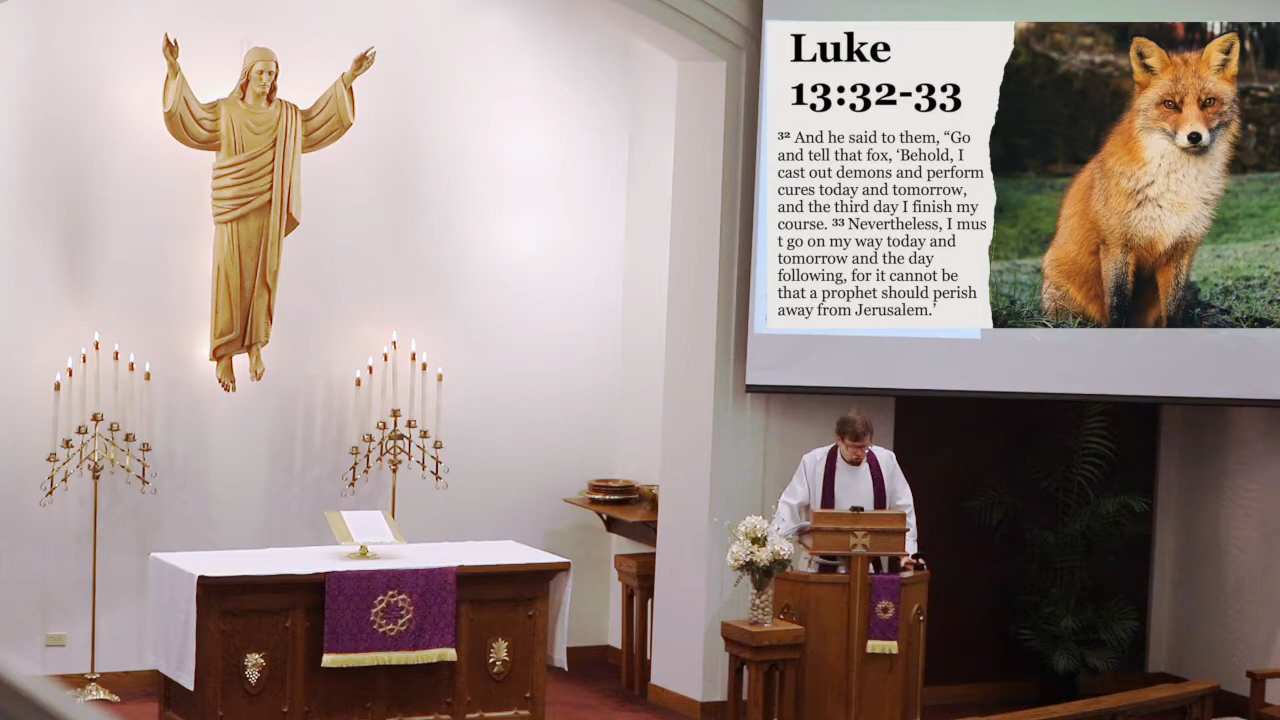 Luke
13:32-33
³² And he said to them, “Go
and tell that fox, ‘Behold, I
cast out demons and perform
cures today and tomorrow,
and the third day I finish my
course. ³³ Nevertheless, I mus
t go on my way today and
tomorrow and the day
following, for it cannot be
that a prophet should perish
away from Jerusalem.’